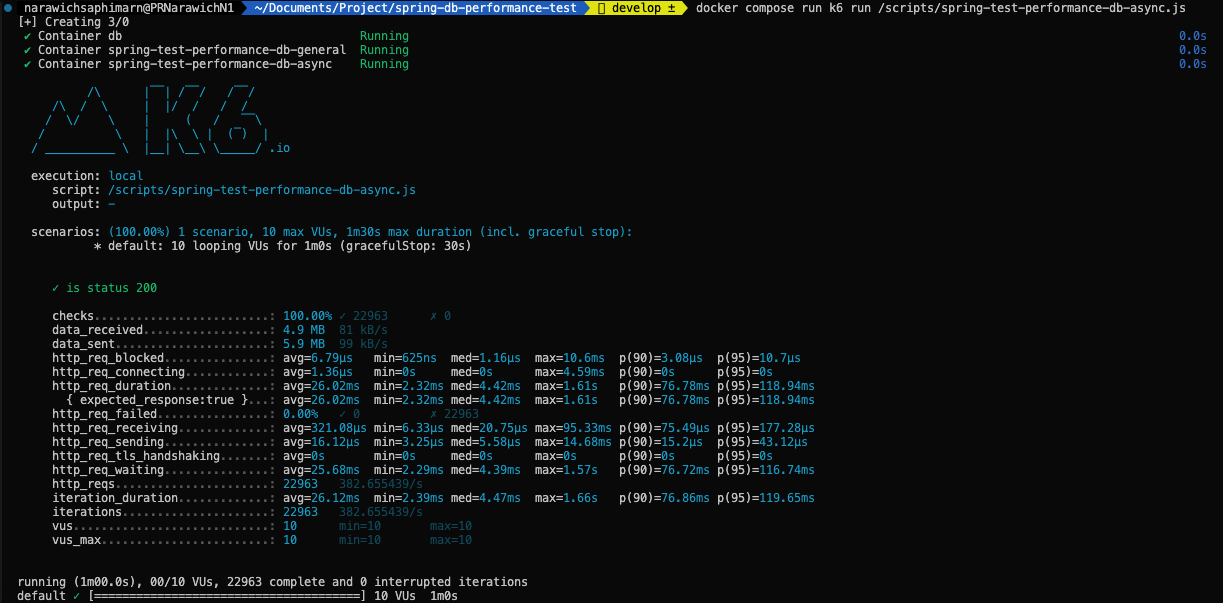 narawichsaphimarn@PRNarawichN1 ~/Documents/Project/spring-db-performance-test develop ± docker compose run k6 run /scripts/spring-test-performance-db-async.js
[+] Creating 3/0
✔ Container db Running 0.0s
✔ Container spring-test-performance-db-general Running 0.0s
✔ Container spring-test-performance-db-async Running 0.0s
          /\      |‾‾| /‾‾/   /‾‾/
     /\  /  \     |  |/  /   /  /
    /  \/    \    |     (   /   ‾‾\
   /          \   |  |\  \ |  (‾)  |
  / __________ \  |__| \__\ \_____/ .io
execution: local
script: /scripts/spring-test-performance-db-async.js
output: -
scenarios: (100.00%) 1 scenario, 10 max VUs, 1m30s max duration (incl. graceful stop):
* default: 10 looping VUs for 1m0s (gracefulStop: 30s)
✓ is status 200
checks.........................: 100.00% ✓ 22963 ✗ 0
data_received..................: 4.9 MB 81 kB/s
data_sent......................: 5.9 MB 99 kB/s
http_req_blocked...............: avg=6.79µs min=625ns med=1.16µs max=10.6ms p(90)=3.08µs p(95)=10.7µs
http_req_connecting............: avg=1.36µs min=0s med=0s max=4.59ms p(90)=0s p(95)=0s
http_req_duration..............: avg=26.02ms min=2.32ms med=4.42ms max=1.61s p(90)=76.78ms p(95)=118.94ms
{ expected_response:true }...: avg=26.02ms min=2.32ms med=4.42ms max=1.61s p(90)=76.78ms p(95)=118.94ms
http_req_failed................: 0.00% ✓ 0 ✗ 22963
http_req_receiving.............: avg=321.08µs min=6.33µs med=20.75µs max=95.33ms p(90)=75.49µs p(95)=177.28µs
http_req_sending...............: avg=16.12µs min=3.25µs med=5.58µs max=14.68ms p(90)=15.2µs p(95)=43.12µs
http_req_tls_handshaking.......: avg=0s min=0s med=0s max=0s p(90)=0s p(95)=0s
http_req_waiting...............: avg=25.68ms min=2.29ms med=4.39ms max=1.57s p(90)=76.72ms p(95)=116.74ms
http_reqs......................: 22963 382.655439/s
iteration_duration.............: avg=26.12ms min=2.39ms med=4.47ms max=1.66s p(90)=76.86ms p(95)=119.65ms
iterations.....................: 22963 382.655439/s
vus............................: 10 min=10 max=10
vus_max........................: 10 min=10 max=10
running (1m00.0s), 00/10 VUs, 22963 complete and 0 interrupted iterations
default ✓ [======================================] 10 VUs 1m0s